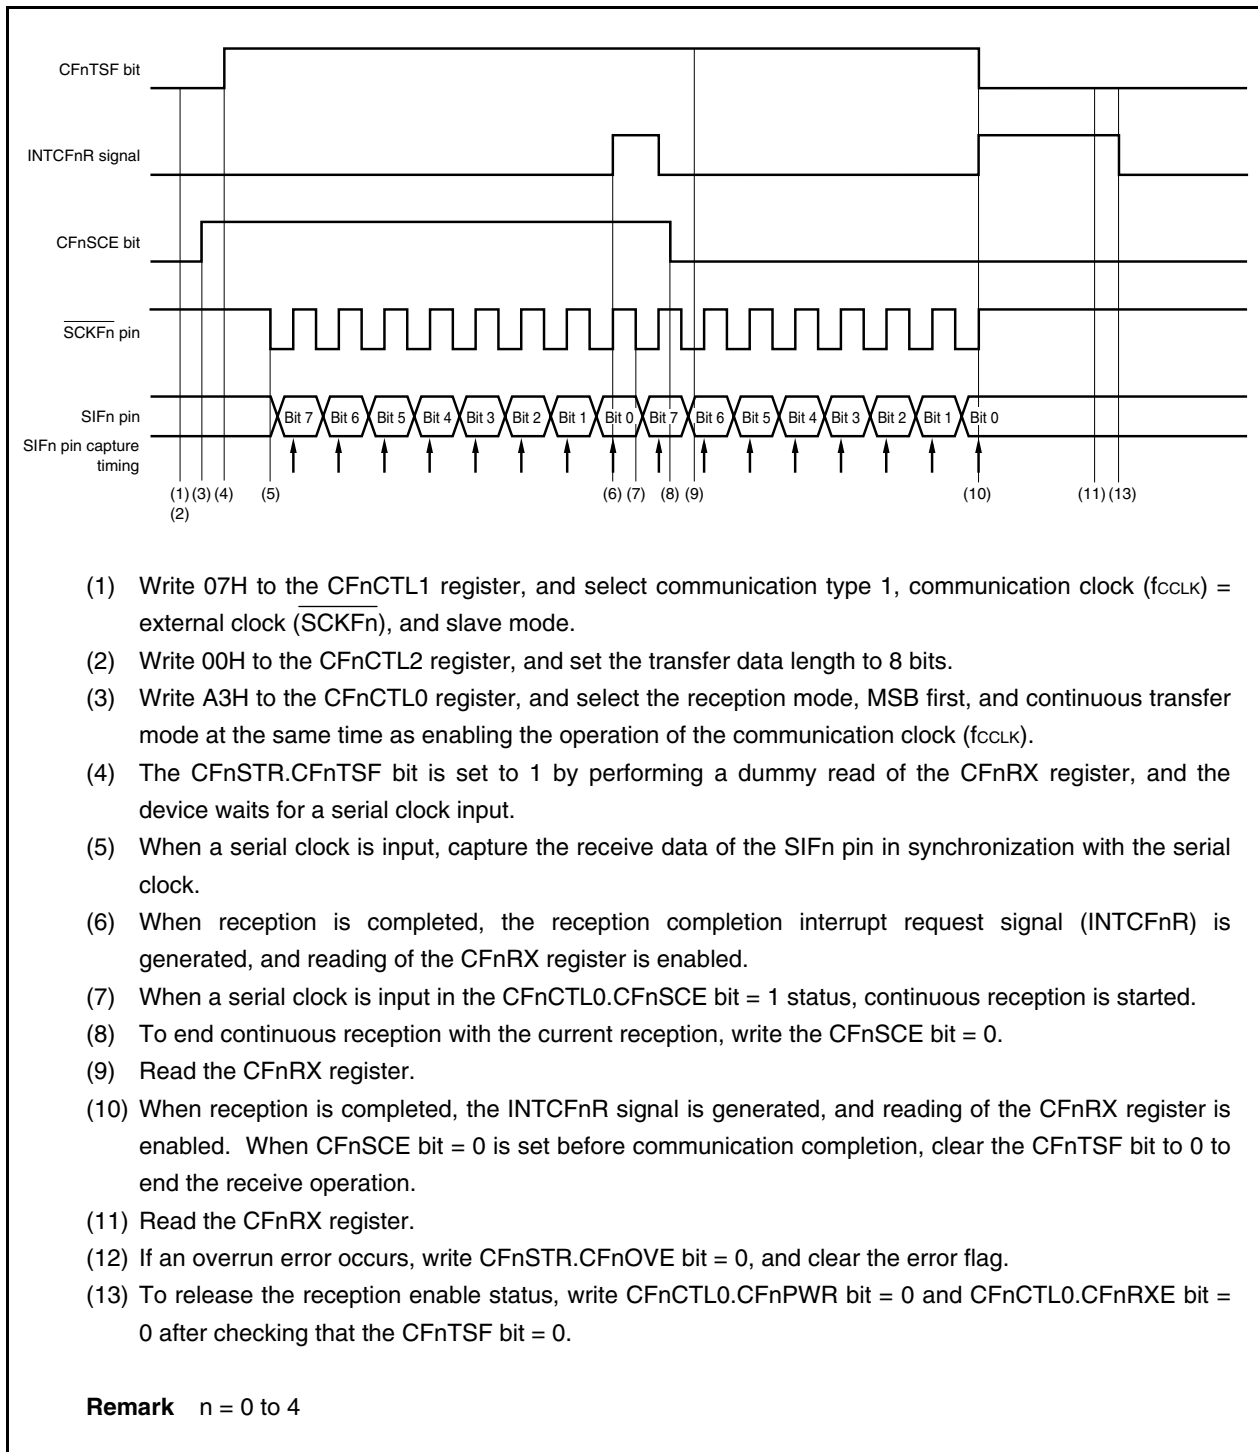 CFnTSF bit
INTCFnR signal
CFnSCE bit
SCKFn pin
SIFn pin
Bit 7 Bit 6 Bit 5 Bit 4 Bit 3 Bit 2 Bit 1 Bit 0 Bit 7 Bit 6 Bit 5 Bit 4 Bit 3 Bit 2 Bit 1 Bit 0
SIFn pin capture
timing
(1) (3) (4) (5) (6) (7) (8) (9) (10) (11) (13)
(2)
(1) Write 07H to the CFnCTL1 register, and select communication type 1, communication clock (fCCLK) =
external clock (SCKFn), and slave mode.
(2) Write 00H to the CFnCTL2 register, and set the transfer data length to 8 bits.
(3) Write A3H to the CFnCTL0 register, and select the reception mode, MSB first, and continuous transfer
mode at the same time as enabling the operation of the communication clock (fCCLK).
(4) The CFnSTR.CFnTSF bit is set to 1 by performing a dummy read of the CFnRX register, and the
device waits for a serial clock input.
(5) When a serial clock is input, capture the receive data of the SIFn pin in synchronization with the serial
clock.
(6) When reception is completed, the reception completion interrupt request signal (INTCFnR) is
generated, and reading of the CFnRX register is enabled.
(7) When a serial clock is input in the CFnCTL0.CFnSCE bit = 1 status, continuous reception is started.
(8) To end continuous reception with the current reception, write the CFnSCE bit = 0.
(9) Read the CFnRX register.
(10) When reception is completed, the INTCFnR signal is generated, and reading of the CFnRX register is
enabled. When CFnSCE bit = 0 is set before communication completion, clear the CFnTSF bit to 0 to
end the receive operation.
(11) Read the CFnRX register.
(12) If an overrun error occurs, write CFnSTR.CFnOVE bit = 0, and clear the error flag.
(13) To release the reception enable status, write CFnCTL0.CFnPWR bit = 0 and CFnCTL0.CFnRXE bit =
0 after checking that the CFnTSF bit = 0.
Remark n = 0 to 4